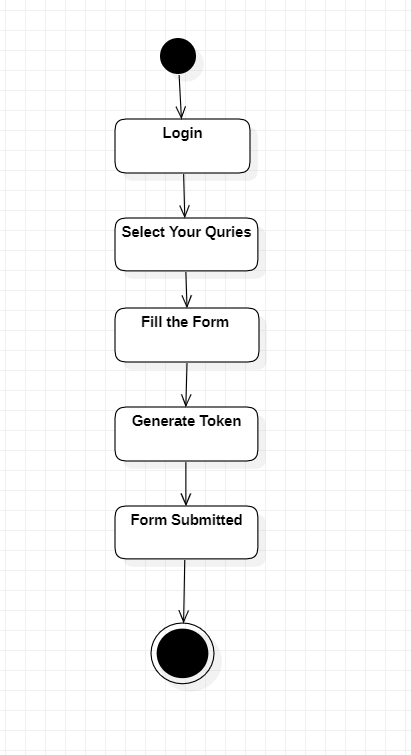 Login
Select Your Quries
Fill the Form
Generate Token
Form Submitted